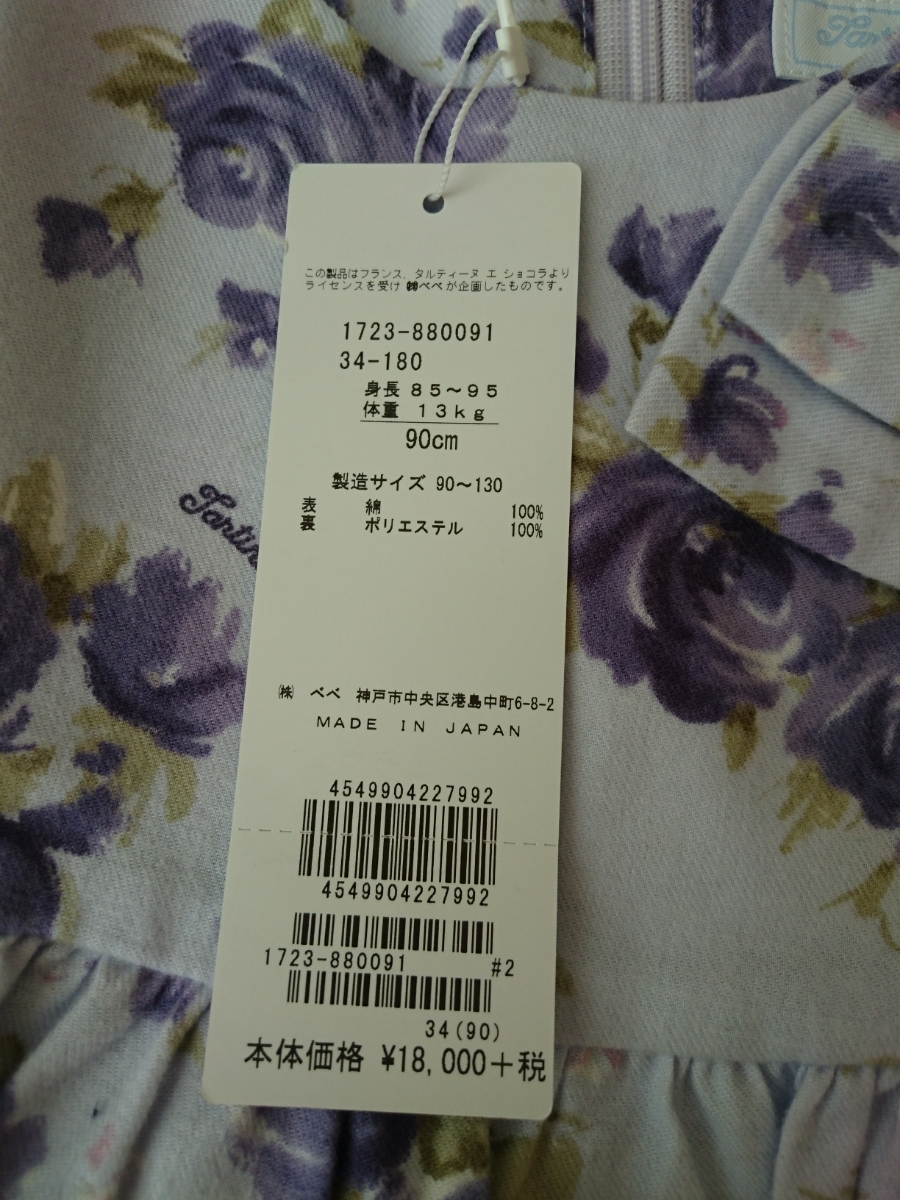 この製品はフランス、タルティーヌ エ ショコラより
ライセンスを受け ㈱べべが企画したものです。
1723-880091
34-180
身長 85～95
体重 13kg
90cm
製造サイズ 90～130
表 綿 100%
裏 ポリエステル 100%
㈱ べべ 神戸市中央区港島中町6-8-2
MADE IN JAPAN
4549904227992
4549904227992
1723-880091 #2
34(90)
本体価格 ¥18,000+税
Tartin